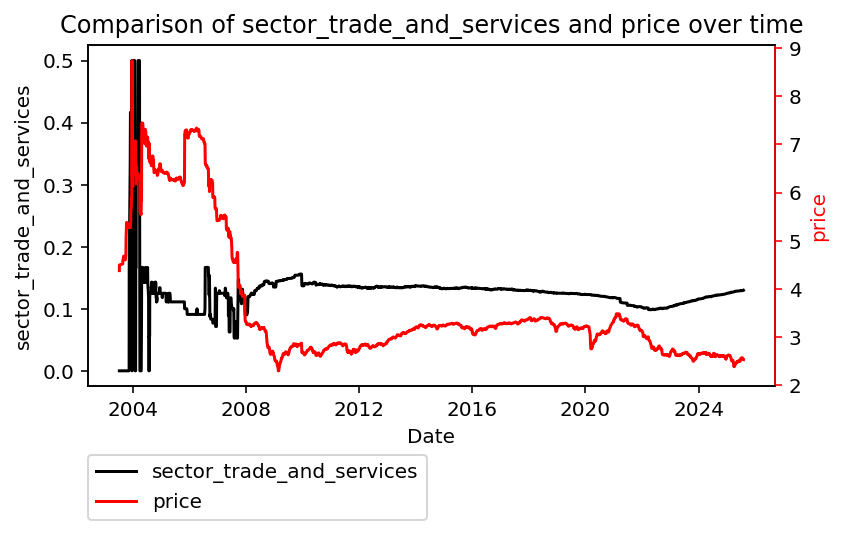 Comparison of sector_trade_and_services and price over time
sector_trade_and_services
0.5
0.4
0.3
0.2
0.1
0.0
9
8
7
6
5
4
3
2
price
2004 2008 2012 2016 2020 2024
Date
sector_trade_and_services
price